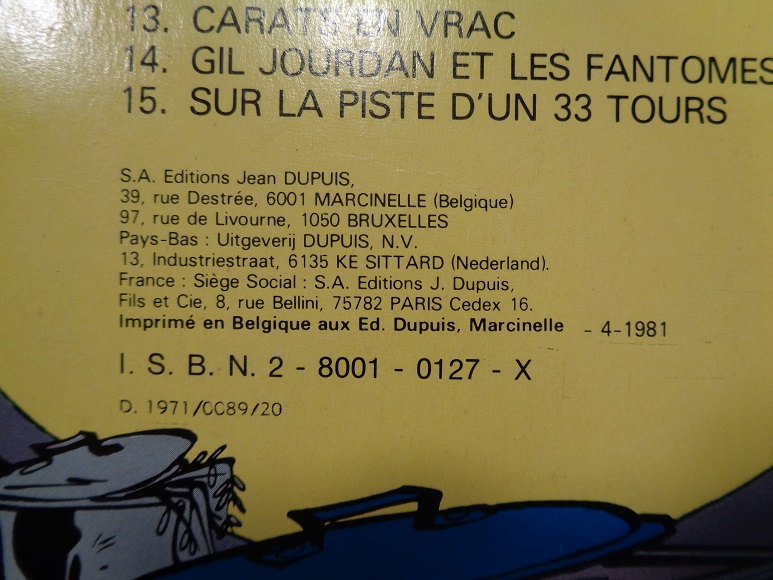 13. CARATS EN VRAC
14. GIL JOURDAN ET LES FANTOMES
15. SUR LA PISTE D'UN 33 TOURS
S.A. Editions Jean DUPUIS,
39, rue Destrée, 6001 MARCINELLE (Belgique)
97, rue de Livourne, 1050 BRUXELLES
Pays-Bas : Uitgeverij DUPUIS, N.V.
13, Industriestraat, 6135 KE SITTARD (Nederland).
France : Siège Social : S.A. Editions J. Dupuis,
Fils et Cie, 8, rue Bellini, 75782 PARIS Cedex 16.
Imprimé en Belgique aux Ed. Dupuis, Marcinelle - 4-1981
I. S. B. N. 2 - 8001 - 0127 - X
D. 1971/0089/20